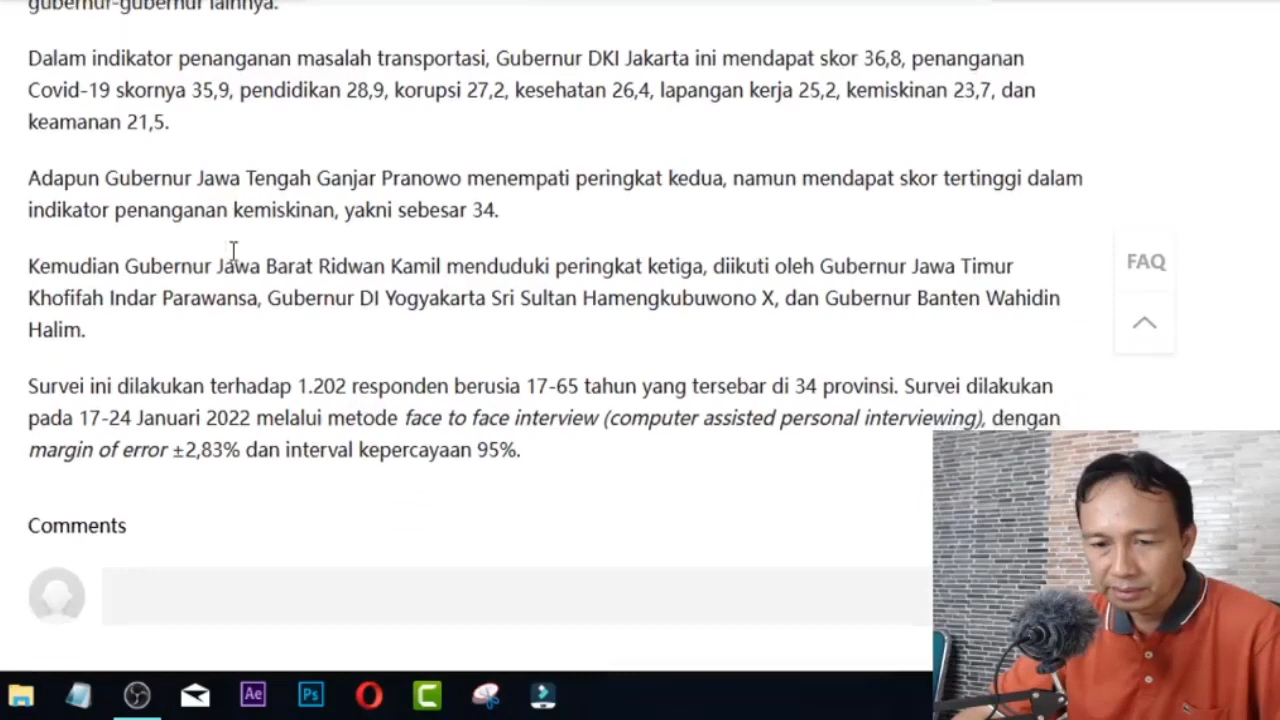 gubernur-gubernur lainnya.
Dalam indikator penanganan masalah transportasi, Gubernur DKI Jakarta ini mendapat skor 36,8, penanganan
Covid-19 skornya 35,9, pendidikan 28,9, korupsi 27,2, kesehatan 26,4, lapangan kerja 25,2, kemiskinan 23,7, dan
keamanan 21,5.
Adapun Gubernur Jawa Tengah Ganjar Pranowo menempati peringkat kedua, namun mendapat skor tertinggi dalam
indikator penanganan kemiskinan, yakni sebesar 34.
Kemudian Gubernur Jawa Barat Ridwan Kamil menduduki peringkat ketiga, diikuti oleh Gubernur Jawa Timur
Khofifah Indar Parawansa, Gubernur DI Yogyakarta Sri Sultan Hamengkubuwono X, dan Gubernur Banten Wahidin
Halim.
Survei ini dilakukan terhadap 1.202 responden berusia 17-65 tahun yang tersebar di 34 provinsi. Survei dilakukan
pada 17-24 Januari 2022 melalui metode face to face interview (computer assisted personal interviewing), dengan
margin of error ±2,83% dan interval kepercayaan 95%.
FAQ
Comments
Ae
Ps